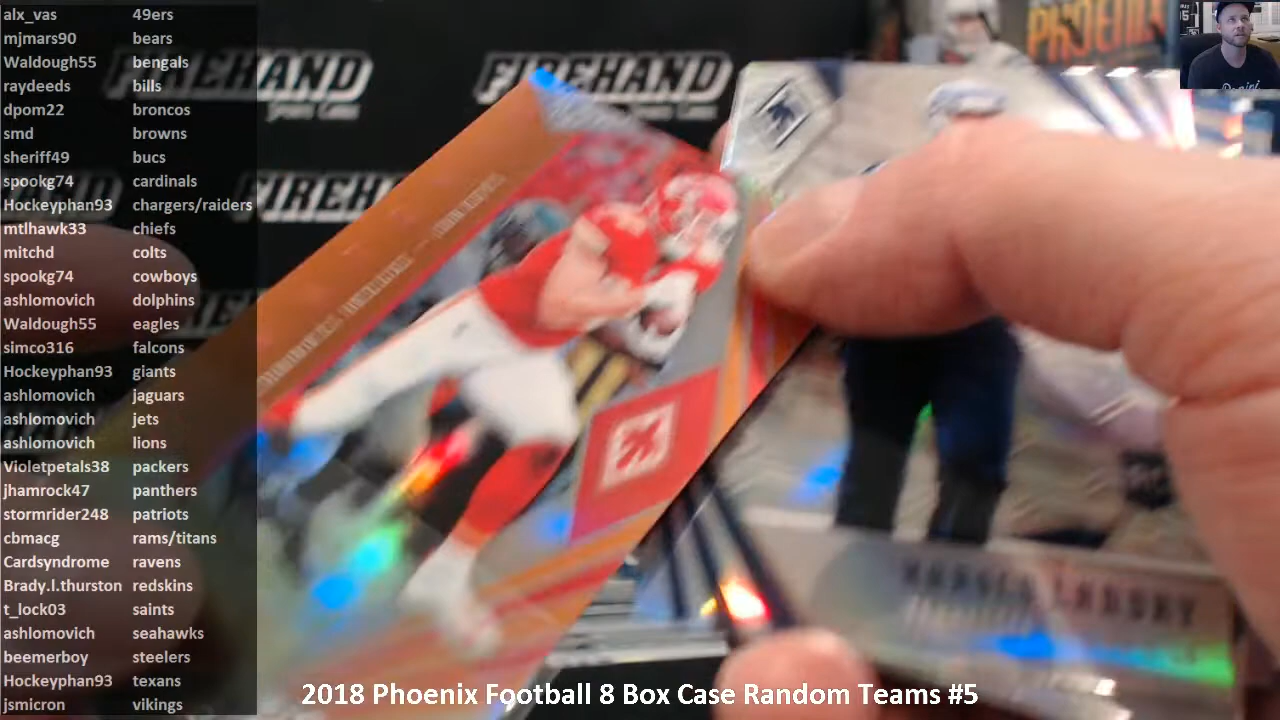 alx_vas 49ers
mjmars90 bears
Waldough55 bengals
raydeeds bills
dpom22 broncos
smd browns
sheriff49 bucs
spookg74 cardinals
Hockeyphan93 chargers/raiders
mtlhawk33 chiefs
mitchd colts
spookg74 cowboys
ashlomovich dolphins
Waldough55 eagles
simco316 falcons
Hockeyphan93 giants
ashlomovich jaguars
ashlomovich jets
ashlomovich lions
Violetpetals38 packers
jhamrock47 panthers
stormrider248 patriots
cbmacg rams/titans
Cardsyndrome ravens
Brady.l.thurston redskins
t_lock03 saints
ashlomovich seahawks
beemerboy steelers
Hockeyphan93 texans
jsmicron vikings
FIREHAND
FIREHAND
FIREH
PHOENIX
2018 Phoenix Football 8 Box Case Random Teams #5